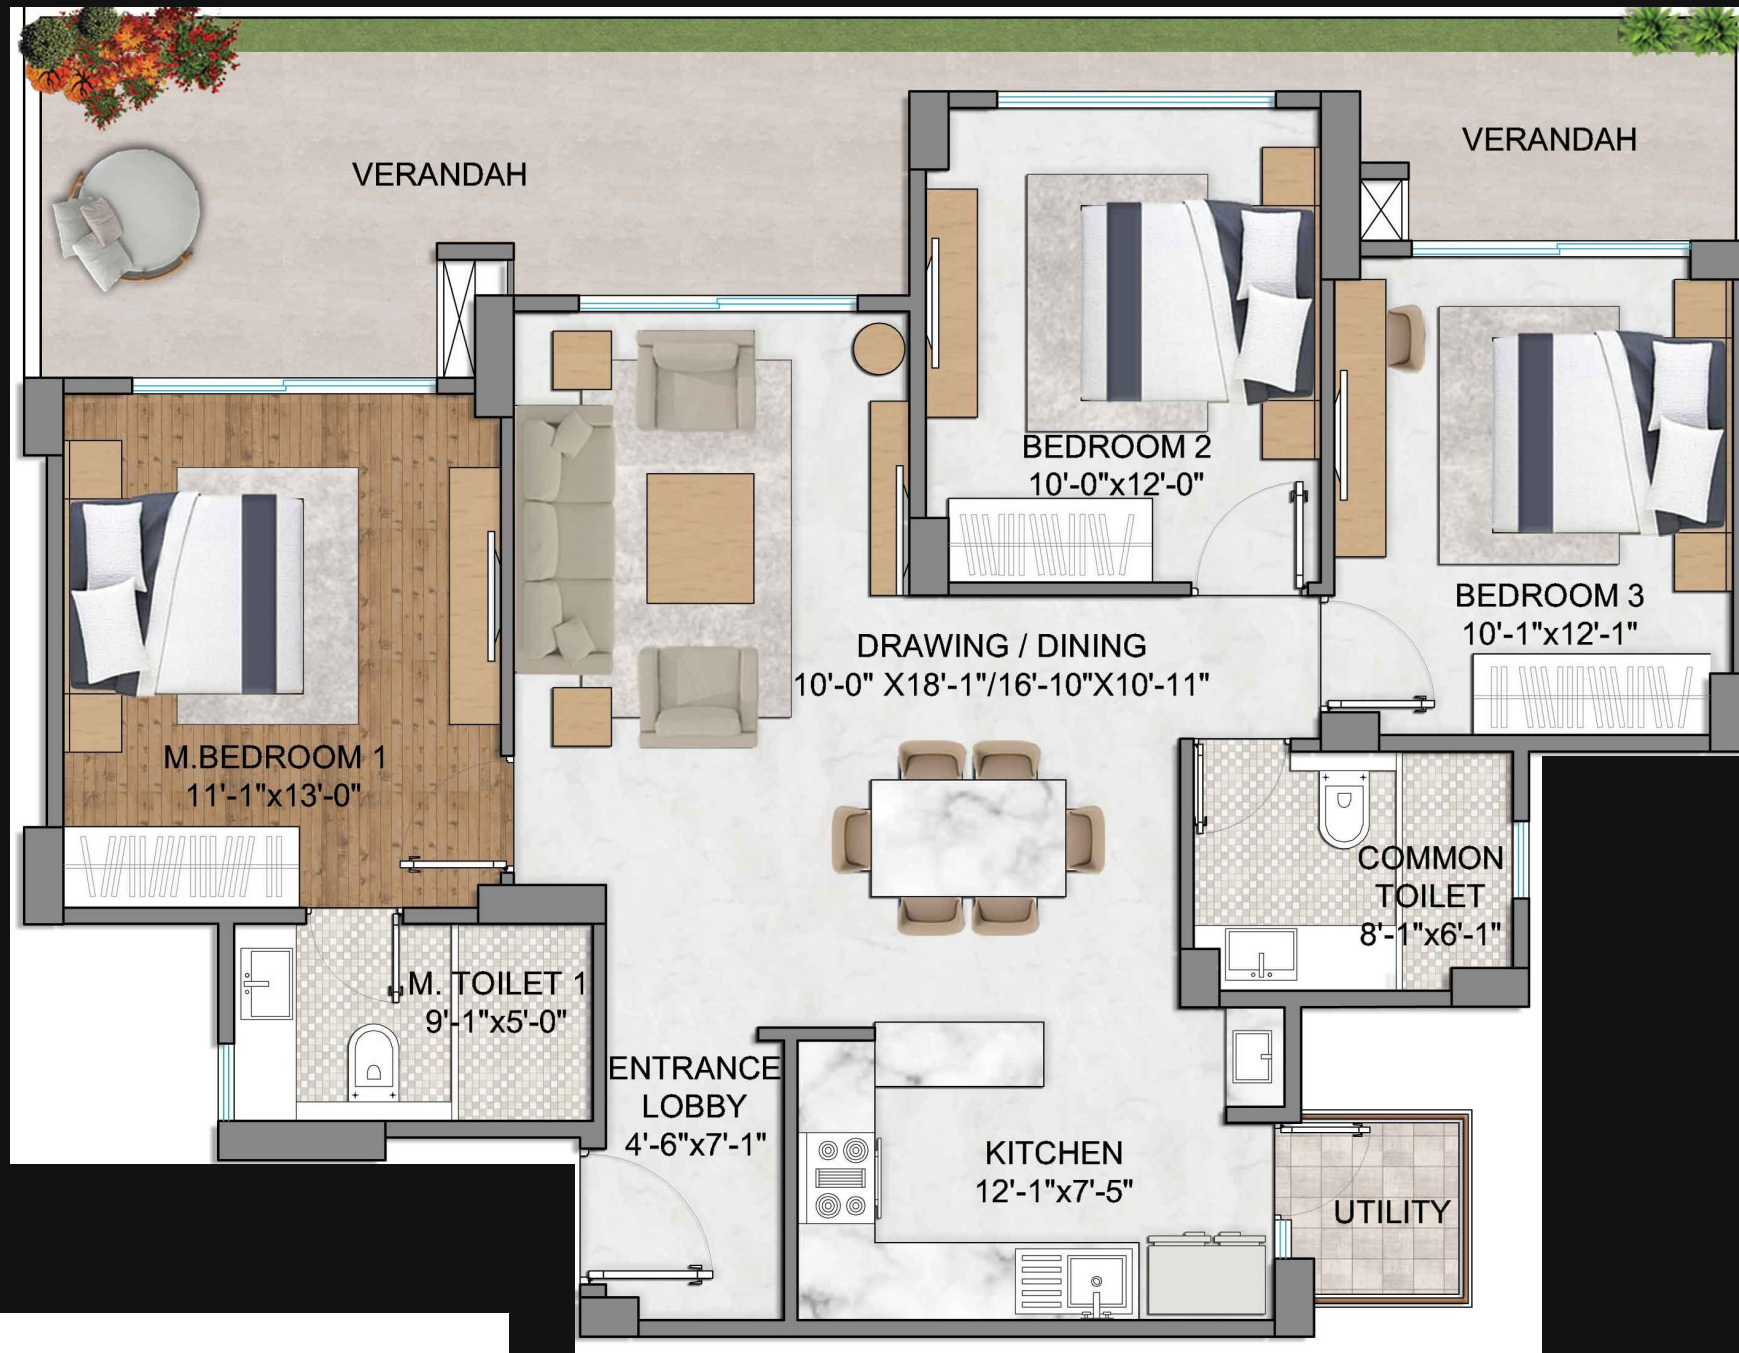 VERANDAH
VERANDAH
BEDROOM 2
10'-0"x12'-0"
BEDROOM 3
10'-1"x12'-1"
DRAWING / DINING
10'-0" X18'-1"/16'-10"X10'-11"
M.BEDROOM 1
11'-1"x13'-0"
COMMON
TOILET
8'-1"x6'-1"
M. TOILET 1
9'-1"x5'-0"
ENTRANCE
LOBBY
4'-6"x7'-1"
KITCHEN
12'-1"x7'-5"
UTILITY